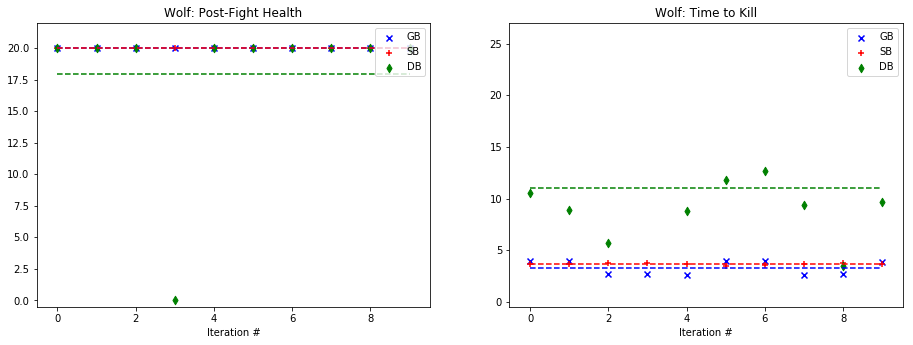 Wolf: Post-Fight Health
20.0
17.5
15.0
12.5
10.0
7.5
5.0
2.5
0.0
0 2 4 6 8
Iteration #
GB
SB
DB
Wolf: Time to Kill
25
20
15
10
5
0
0 2 4 6 8
Iteration #
GB
SB
DB